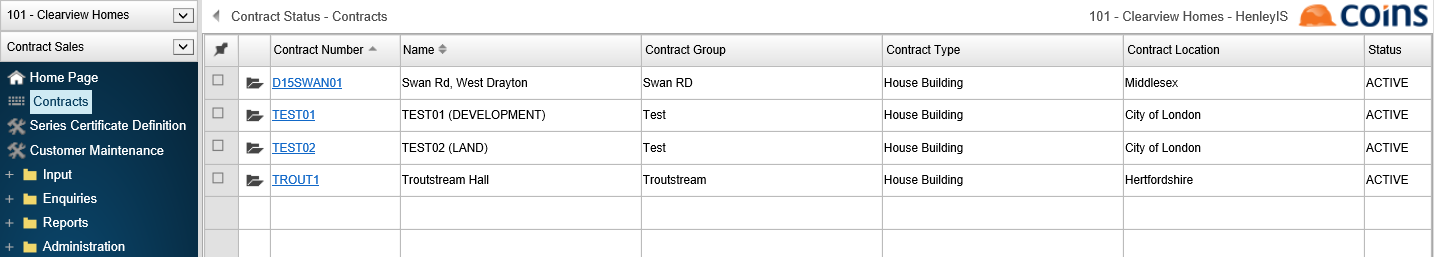 101 - Clearview Homes
Contract Sales
Home Page
Contracts
Series Certificate Definition
Customer Maintenance
+ Input
+ Enquiries
+ Reports
+ Administration
Contract Status - Contracts
101 - Clearview Homes - HenleyIS
coins
Contract Number Name Contract Group Contract Type Contract Location Status
D15SWAN01 Swan Rd, West Drayton Swan RD House Building Middlesex ACTIVE
TEST01 TEST01 (DEVELOPMENT) Test House Building City of London ACTIVE
TEST02 TEST02 (LAND) Test House Building City of London ACTIVE
TROUT1 Troutstream Hall Troutstream House Building Hertfordshire ACTIVE